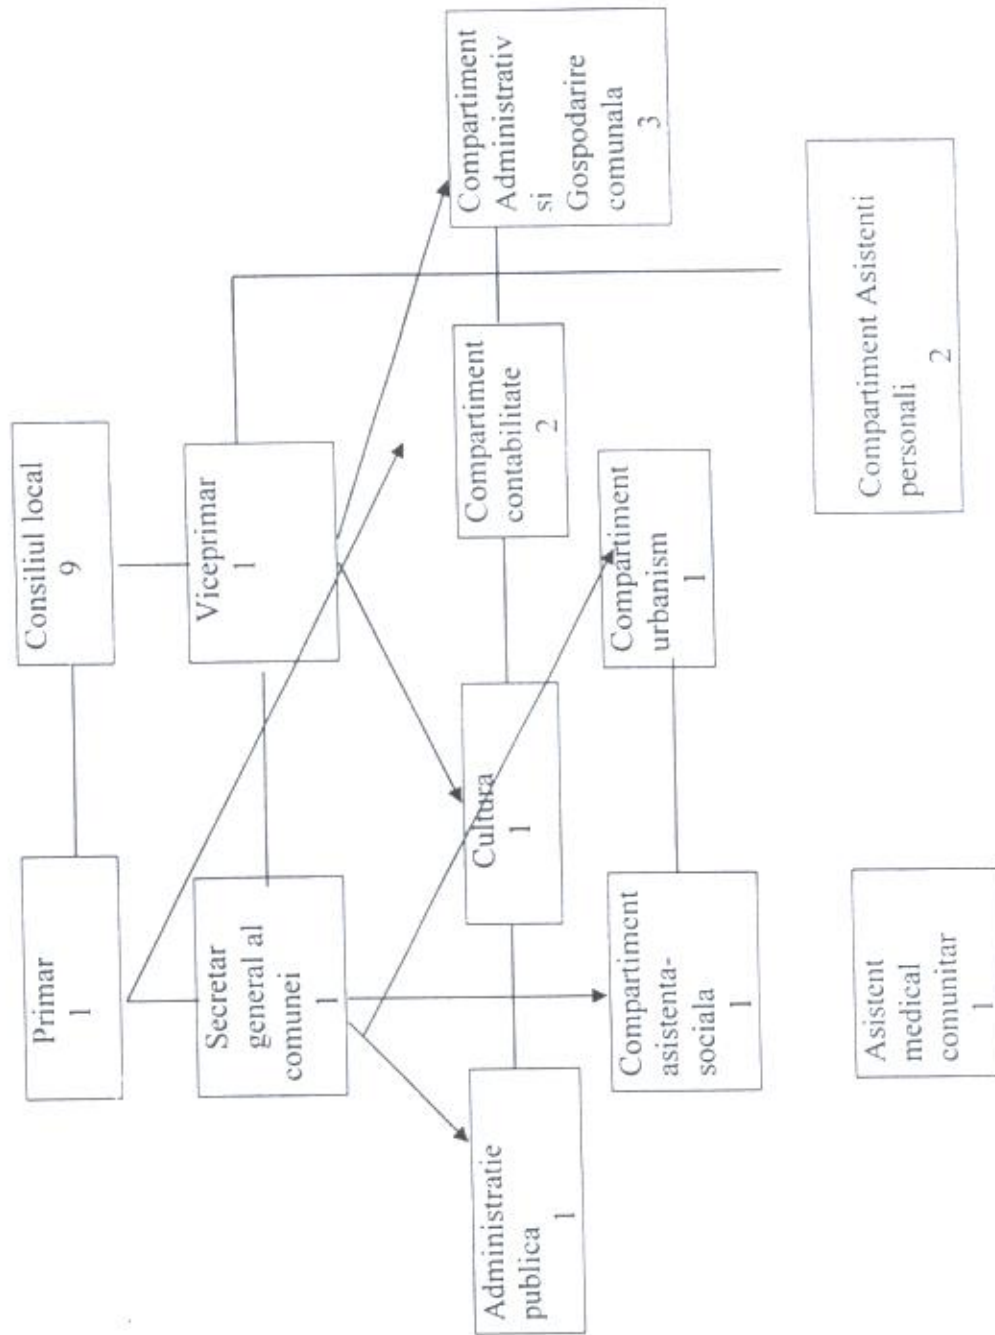 Primar
1
Consiliul local
9
Secretar
general al
comunei
1
Viceprimar
1
Administratie
publica
1
Cultura
1
Compartiment
contabilitate
2
Compartiment
Administrativ
si
Gospodarire
comunala
3
Compartiment
asistenta-
sociala
1
Compartiment
urbanism
1
Asistent
medical
comunitar
1
Compartiment Asistenti
personali
2